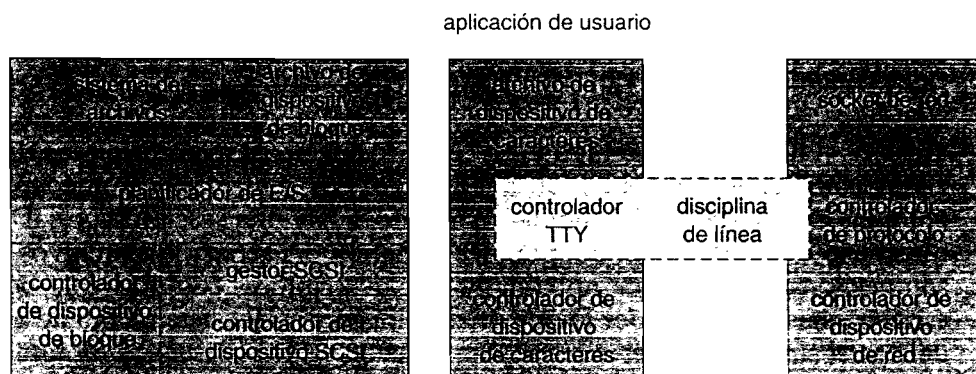 aplicación de usuario
sistema de
archivos
archivo de
dispositivo
de bloque
archivo de
dispositivo de
caracteres
socket de red
planificador de E/S
controlador
TTY
disciplina
de línea
controlador
de protocolo
gestor SCSI
controlador
de dispositivo
de bloque
controlador de
dispositivo SCSI
controlador de
dispositivo
de caracteres
controlador de
dispositivo
de red